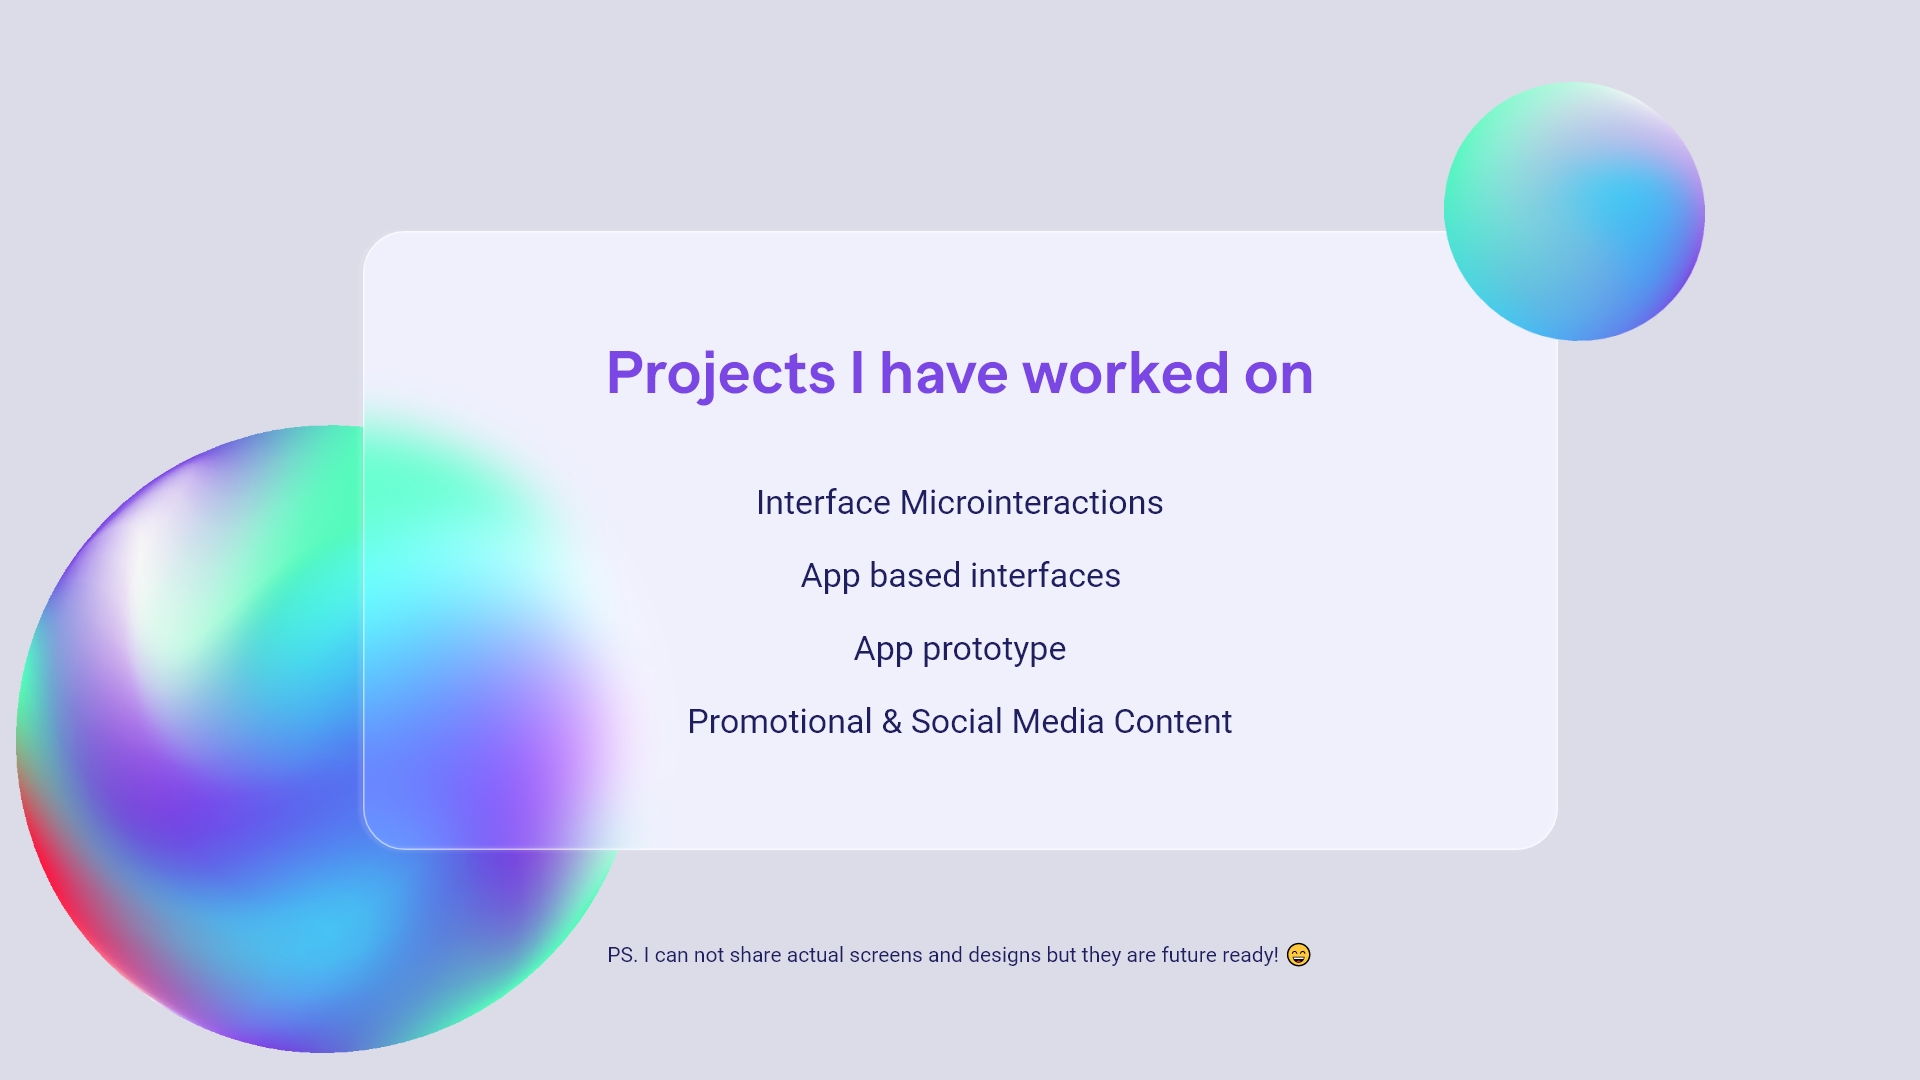 Projects I have worked on
Interface Microinteractions
App based interfaces
App prototype
Promotional & Social Media Content
PS. I can not share actual screens and designs but they are future ready! 😄